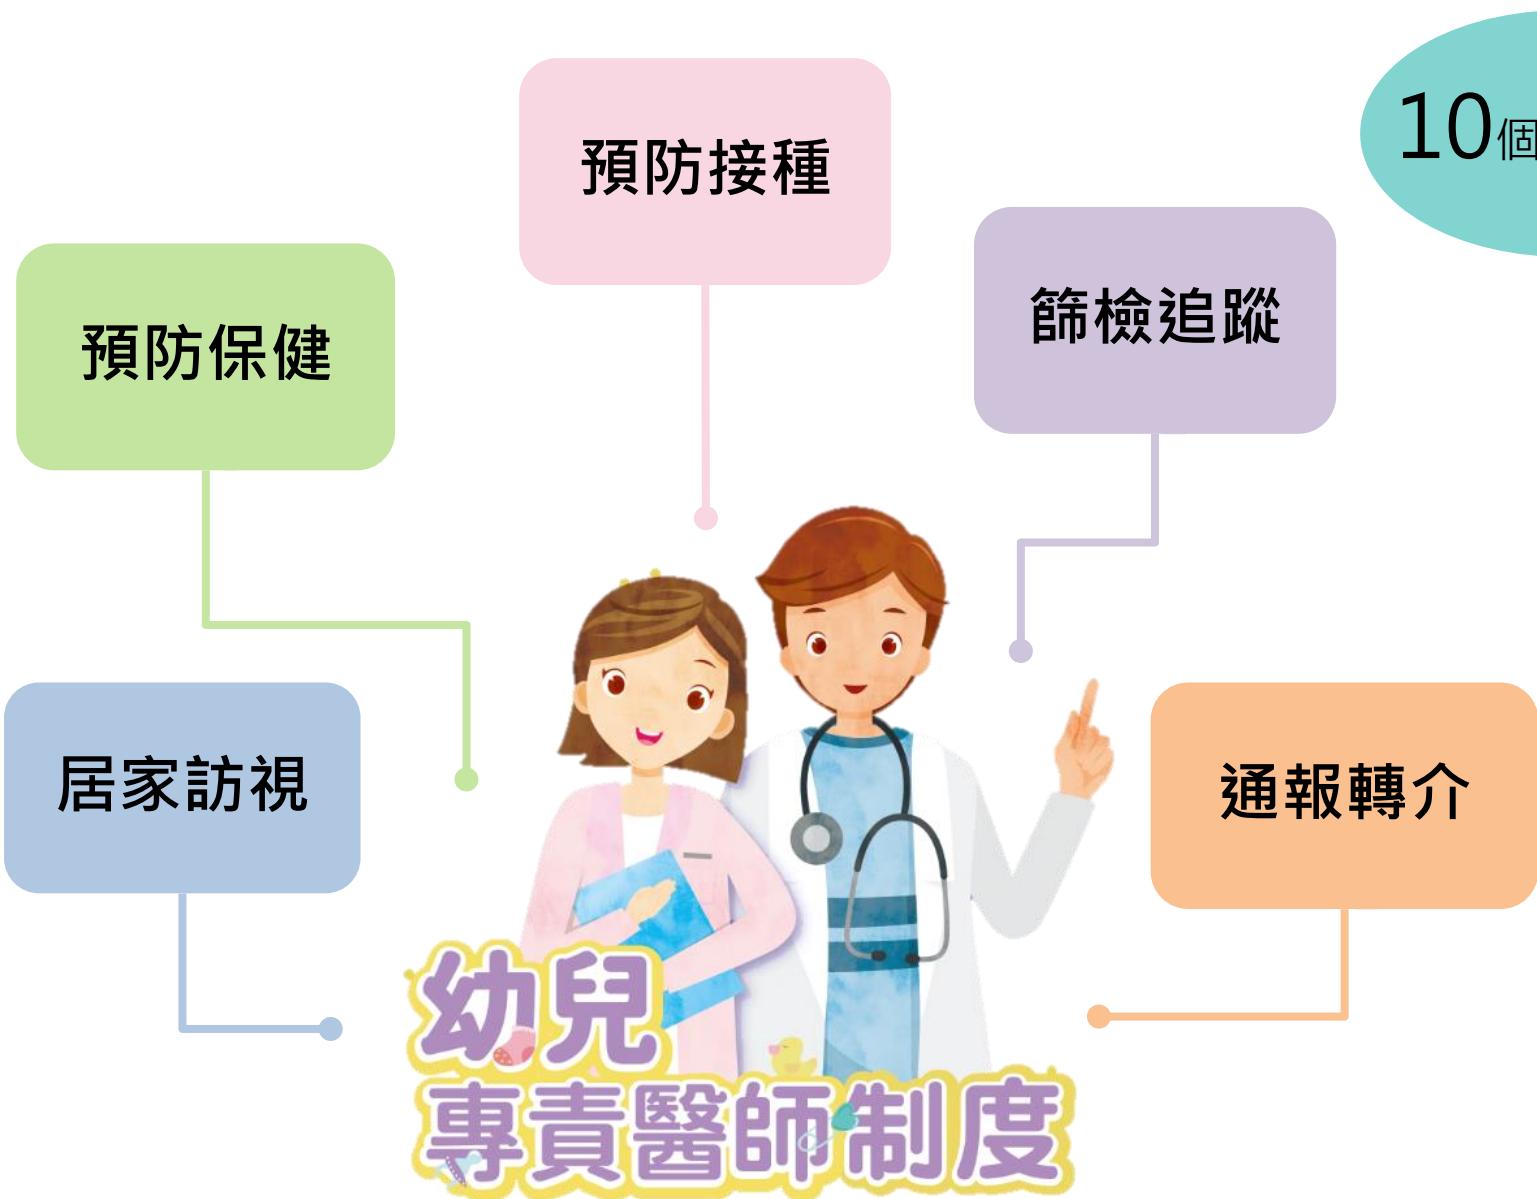 預防接種
10個
篩檢追蹤
預防保健
居家訪視
通報轉介
幼兒
專責醫師制度